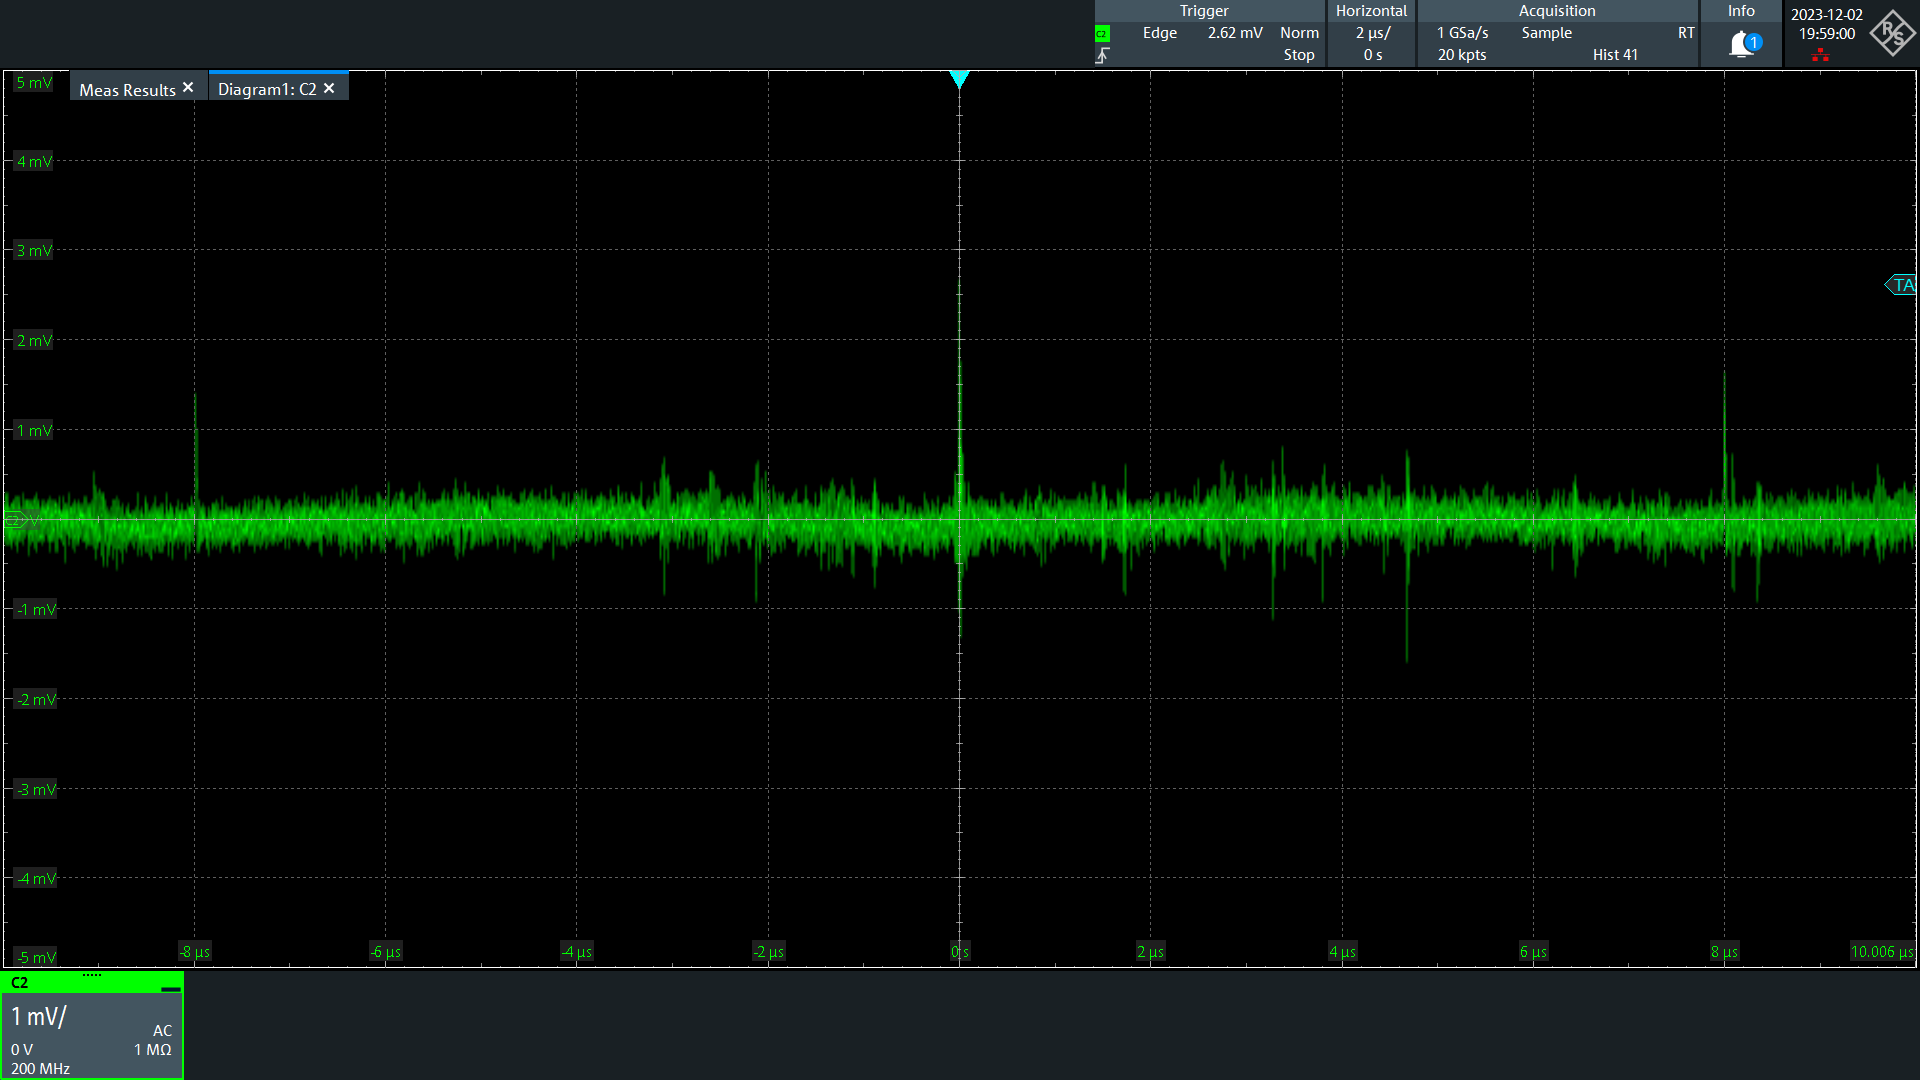 Trigger
C2
Edge 2.62 mV Norm
Stop
Horizontal
2 µs/
0 s
Acquisition
1 GSa/s Sample RT
20 kpts Hist 41
Info
1
2023-12-02
19:59:00
R
S
Meas Results ✕
Diagram1: C2 ✕
5 mV
4 mV
3 mV
2 mV
1 mV
C2 V
-1 mV
-2 mV
-3 mV
-4 mV
-5 mV
TA
-8 µs
-6 µs
-4 µs
-2 µs
0 s
2 µs
4 µs
6 µs
8 µs
10.006 µs
C2
1 mV/
AC
0 V 1 MΩ
200 MHz